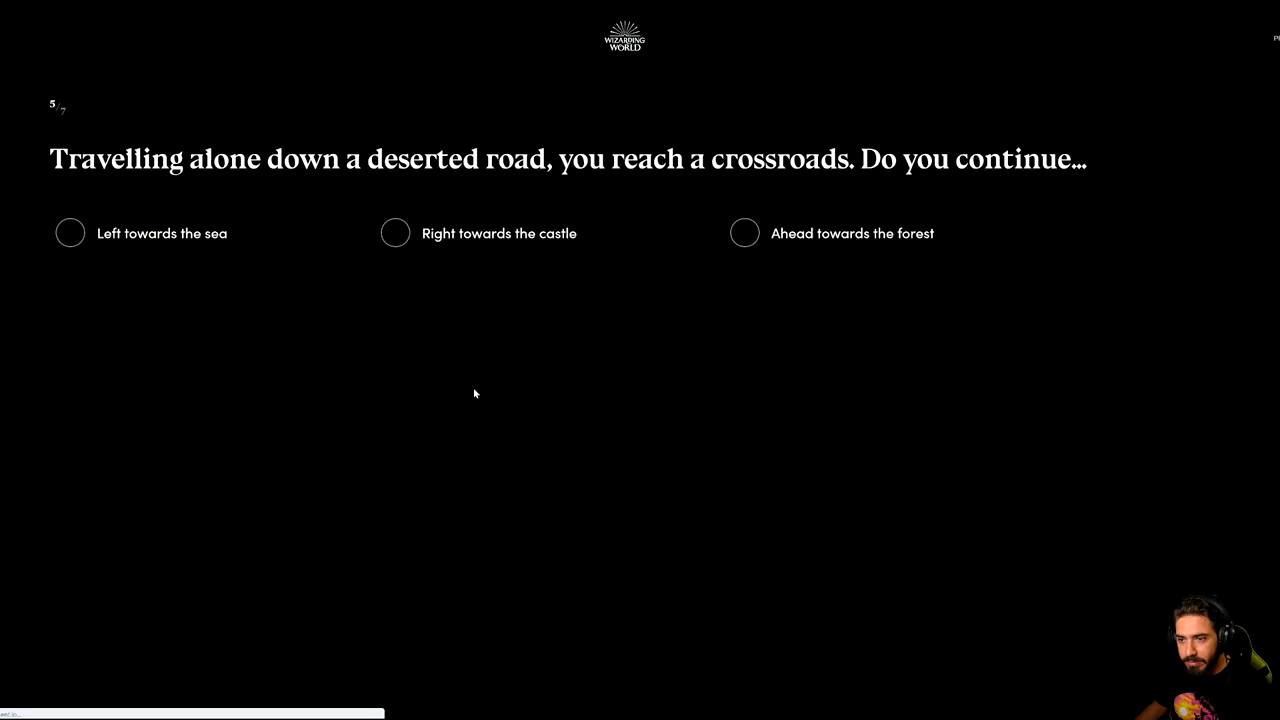 WIZARDING
WORLD
5/7
Travelling alone down a deserted road, you reach a crossroads. Do you continue...
Left towards the sea
Right towards the castle
Ahead towards the forest